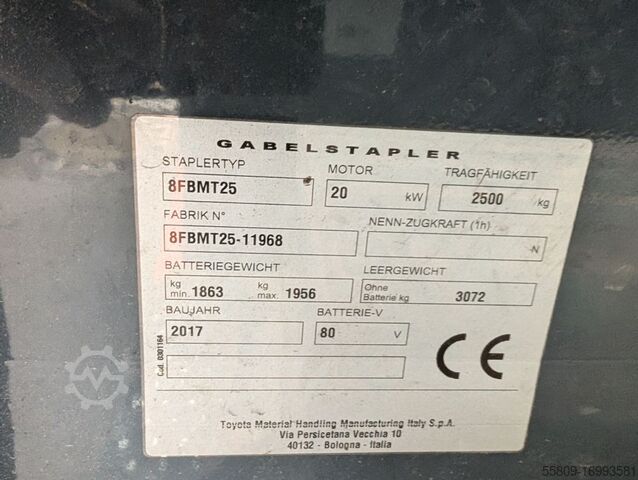 GABELSTAPLER
STAPLERTYP MOTOR TRAGFÄHIGKEIT
8FBMT25 20 kW 2500 kg
FABRIK N° NENN-ZUGKRAFT (1h)
8FBMT25-11968 N
BATTERIEGEWICHT LEERGEWICHT
kg min. 1863 kg max. 1956 Ohne Batterie kg 3072
BAUJAHR BATTERIE-V
2017 80 V
CE
Cod. 0301164
Toyota Material Handling Manufacturing Italy S.p.A.
Via Persicetana Vecchia 10
40132 - Bologna - Italia
55809-16993581